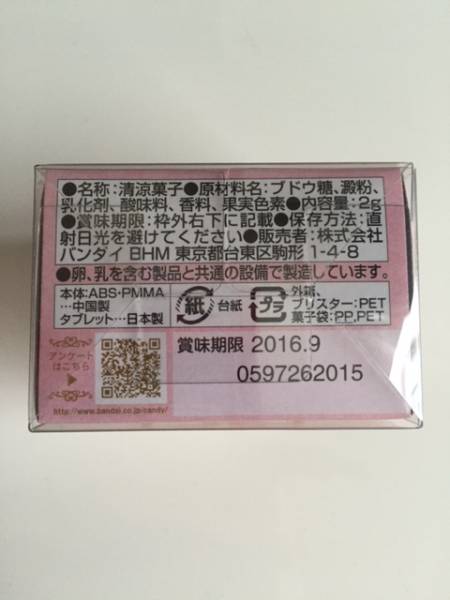 ●名称：清涼菓子●原材料名：ブドウ糖、澱粉、
乳化剤、酸味料、香料、果実色素●内容量：2g
●賞味期限：枠外右下に記載●保存方法：直
射日光を避けてください●販売者：株式会社
バンダイ BHM 東京都台東区駒形 1-4-8
●卵、乳を含む製品と共通の設備で製造しています。
本体：ABS・PMMA
…中国製
タブレット…日本製
紙 台紙
プラ
外箱、
ブリスター：PET
菓子袋：PP,PET
アンケート
はこちら
賞味期限 2016.9
0597262015
http://www.bandai.co.jp/candy/